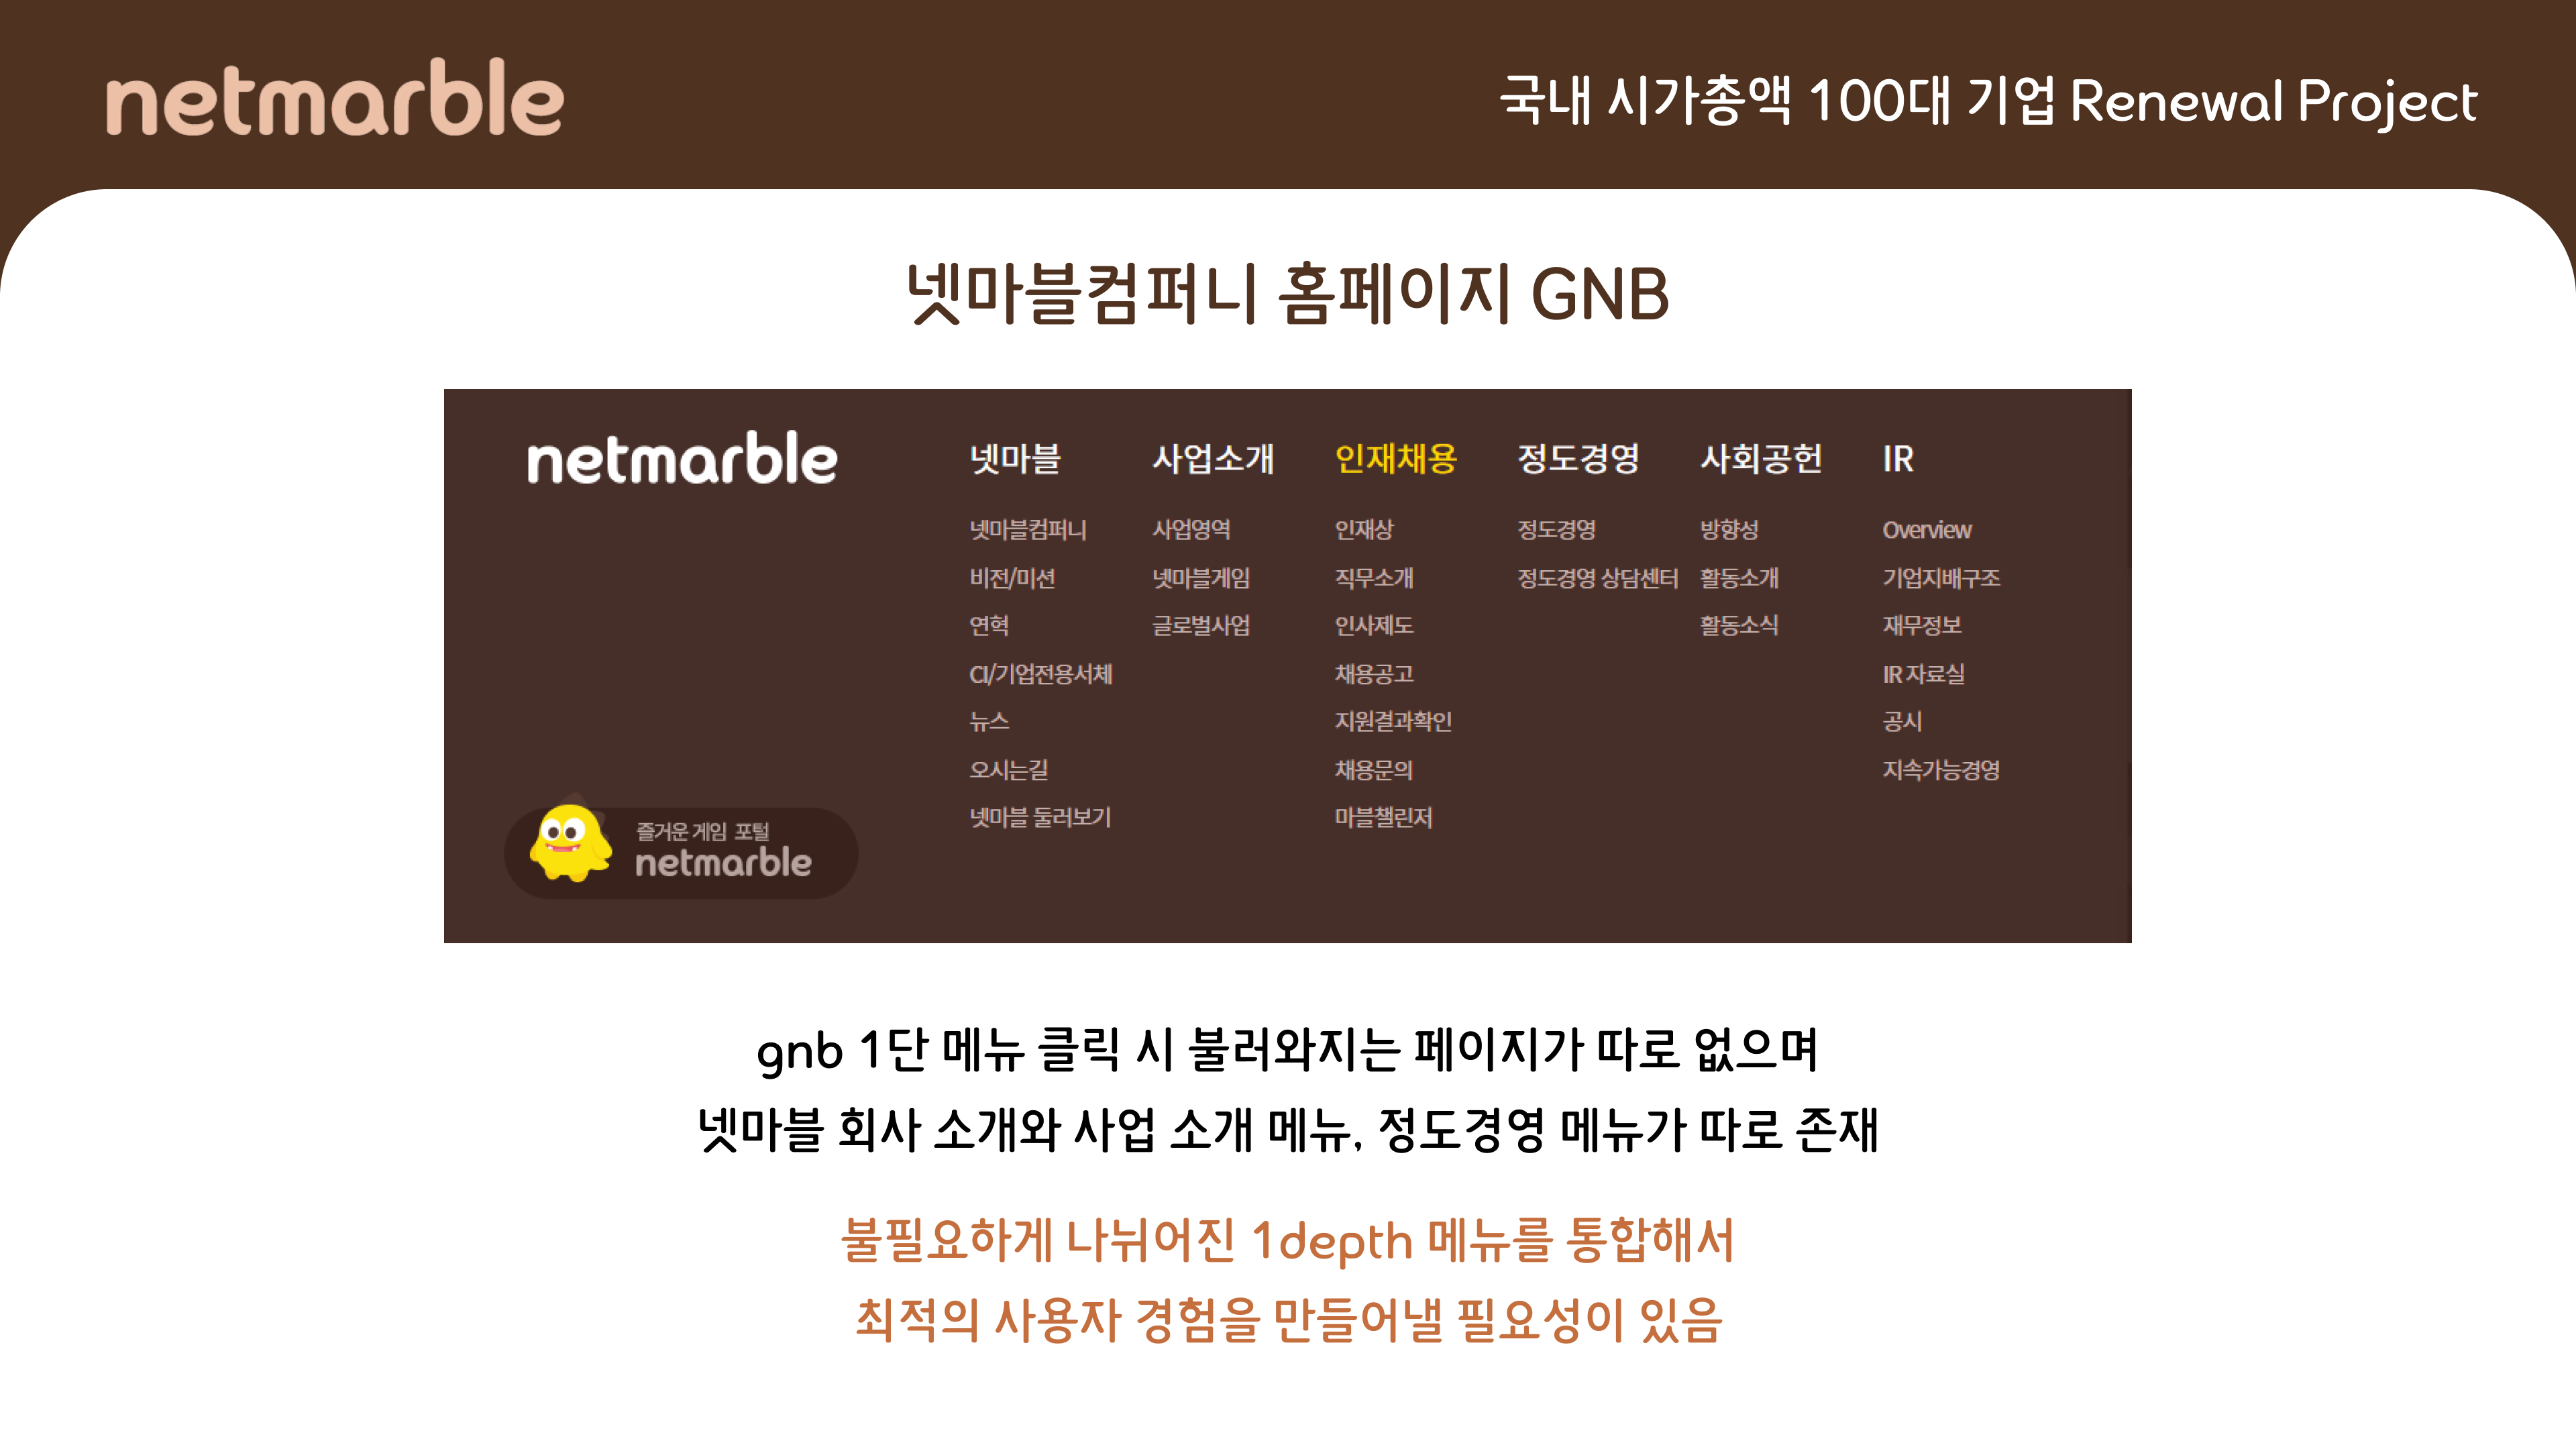 netmarble
국내 시가총액 100대 기업 Renewal Project
넷마블컴퍼니 홈페이지 GNB
netmarble
넷마블
넷마블컴퍼니
비전/미션
연혁
CI/기업전용서체
뉴스
오시는길
넷마블 둘러보기
사업소개
사업영역
넷마블게임
글로벌사업
인재채용
인재상
직무소개
인사제도
채용공고
지원결과확인
채용문의
마블챌린저
정도경영
정도경영
정도경영 상담센터
사회공헌
방향성
활동소개
활동소식
IR
Overview
기업지배구조
재무정보
IR 자료실
공시
지속가능경영
즐거운 게임 포털
netmarble
gnb 1단 메뉴 클릭 시 불러와지는 페이지가 따로 없으며
넷마블 회사 소개와 사업 소개 메뉴, 정도경영 메뉴가 따로 존재
불필요하게 나뉘어진 1depth 메뉴를 통합해서
최적의 사용자 경험을 만들어낼 필요성이 있음